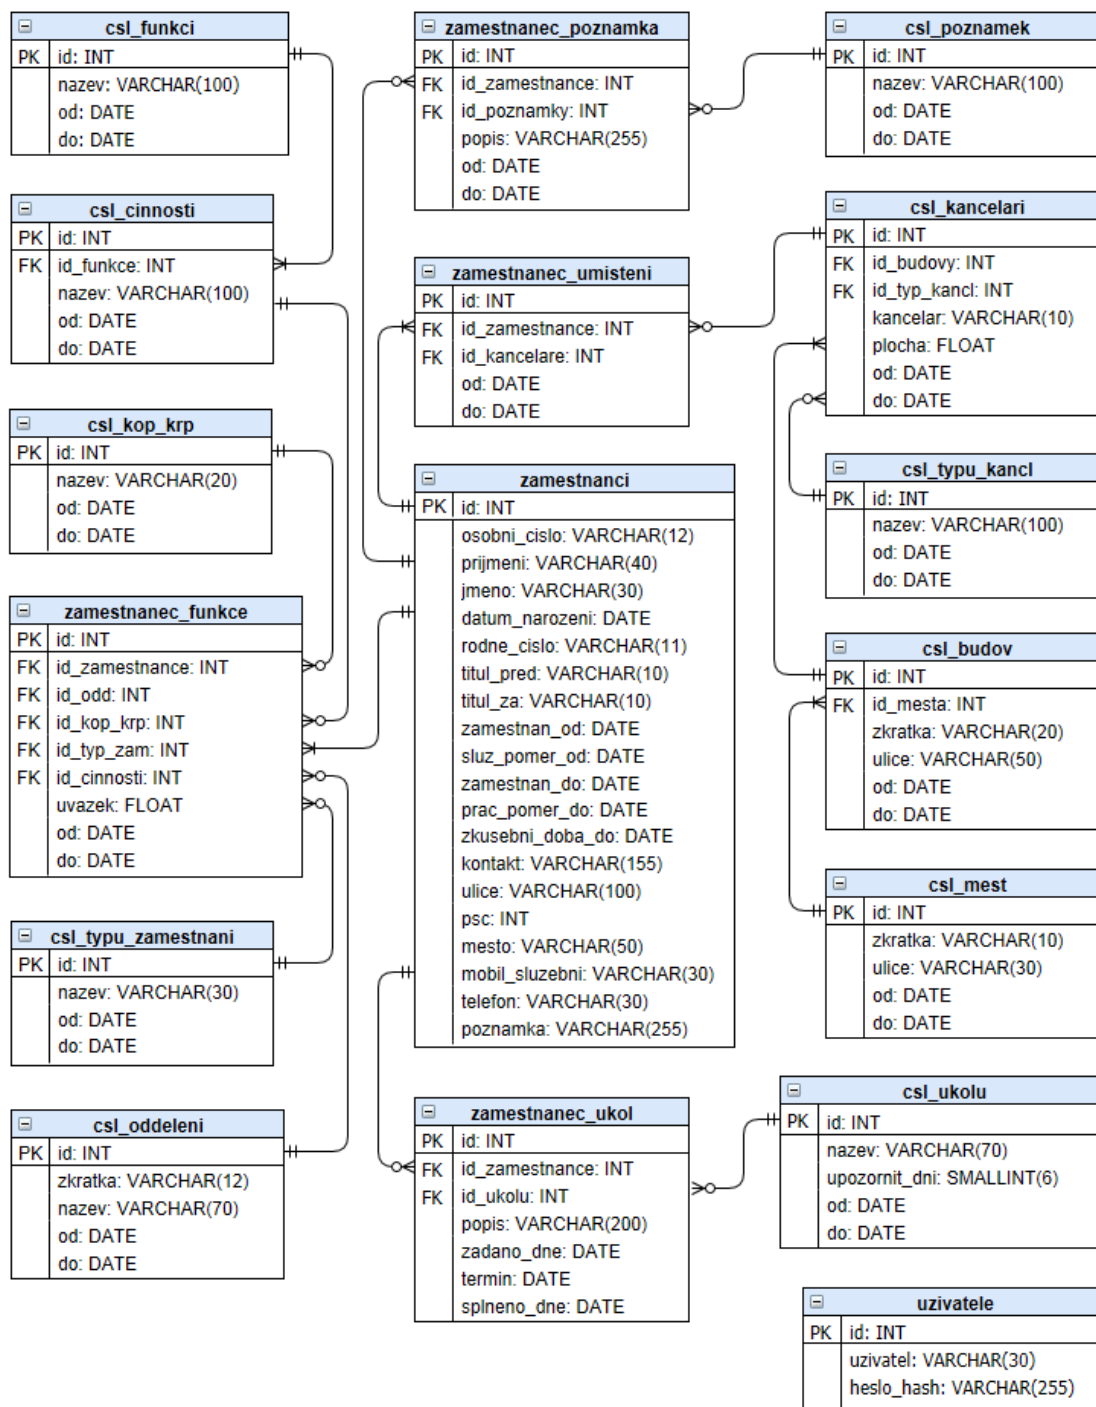 csl_funkci
PK id: INT
nazev: VARCHAR(100)
od: DATE
do: DATE
csl_cinnosti
PK id: INT
FK id_funkce: INT
nazev: VARCHAR(100)
od: DATE
do: DATE
csl_kop_krp
PK id: INT
nazev: VARCHAR(20)
od: DATE
do: DATE
zamestnanec_funkce
PK id: INT
FK id_zamestnance: INT
FK id_odd: INT
FK id_kop_krp: INT
FK id_typ_zam: INT
FK id_cinnosti: INT
uvazek: FLOAT
od: DATE
do: DATE
csl_typu_zamestnani
PK id: INT
nazev: VARCHAR(30)
od: DATE
do: DATE
csl_oddeleni
PK id: INT
zkratka: VARCHAR(12)
nazev: VARCHAR(70)
od: DATE
do: DATE
zamestnanec_poznamka
PK id: INT
FK id_zamestnance: INT
FK id_poznamky: INT
popis: VARCHAR(255)
od: DATE
do: DATE
zamestnanec_umisteni
PK id: INT
FK id_zamestnance: INT
FK id_kancelare: INT
od: DATE
do: DATE
zamestnanci
PK id: INT
osobni_cislo: VARCHAR(12)
prijmeni: VARCHAR(40)
jmeno: VARCHAR(30)
datum_narozeni: DATE
rodne_cislo: VARCHAR(11)
titul_pred: VARCHAR(10)
titul_za: VARCHAR(10)
zamestnan_od: DATE
sluz_pomer_od: DATE
zamestnan_do: DATE
prac_pomer_do: DATE
zkusebni_doba_do: DATE
kontakt: VARCHAR(155)
ulice: VARCHAR(100)
psc: INT
mesto: VARCHAR(50)
mobil_sluzebni: VARCHAR(30)
telefon: VARCHAR(30)
poznamka: VARCHAR(255)
zamestnanec_ukol
PK id: INT
FK id_zamestnance: INT
FK id_ukolu: INT
popis: VARCHAR(200)
zadano_dne: DATE
termin: DATE
splneno_dne: DATE
csl_poznamek
PK id: INT
nazev: VARCHAR(100)
od: DATE
do: DATE
csl_kancelari
PK id: INT
FK id_budovy: INT
FK id_typ_kancl: INT
kancelar: VARCHAR(10)
plocha: FLOAT
od: DATE
do: DATE
csl_typu_kancl
PK id: INT
nazev: VARCHAR(100)
od: DATE
do: DATE
csl_budov
PK id: INT
FK id_mesta: INT
zkratka: VARCHAR(20)
ulice: VARCHAR(50)
od: DATE
do: DATE
csl_mest
PK id: INT
zkratka: VARCHAR(10)
ulice: VARCHAR(30)
od: DATE
do: DATE
csl_ukolu
PK id: INT
nazev: VARCHAR(70)
upozornit_dni: SMALLINT(6)
od: DATE
do: DATE
uzivatele
PK id: INT
uzivatel: VARCHAR(30)
heslo_hash: VARCHAR(255)